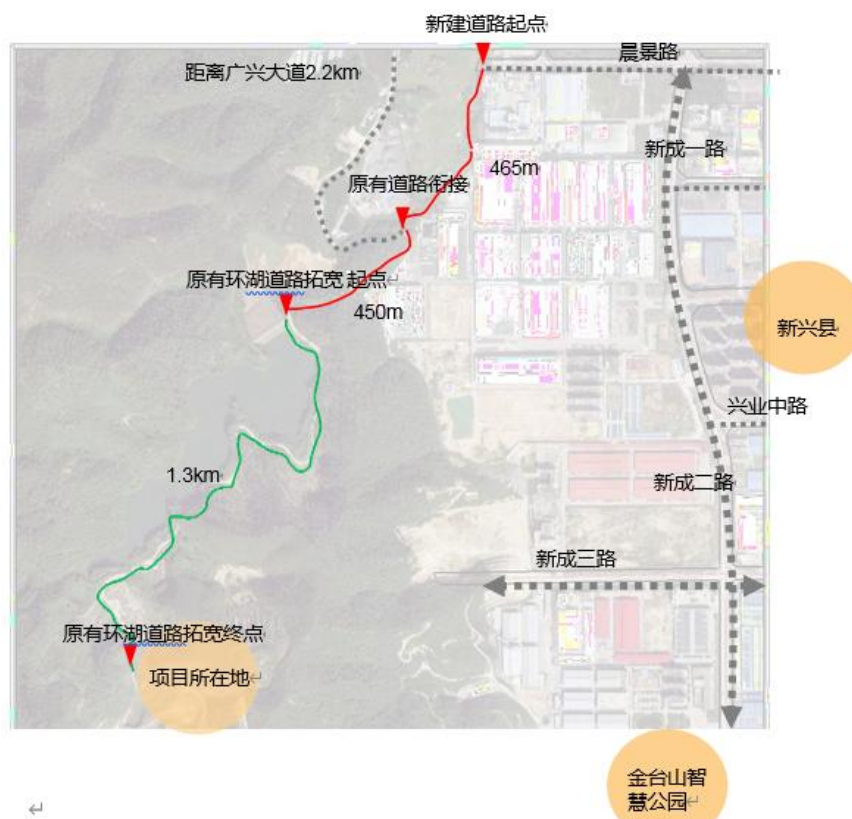 新建道路起点
晨景路
距离广兴大道2.2km
新成一路
465m
原有道路衔接
原有环湖道路拓宽 起点
450m
新兴县
兴业中路
1.3km
新成二路
新成三路
原有环湖道路拓宽终点
项目所在地
金台山智
慧公园